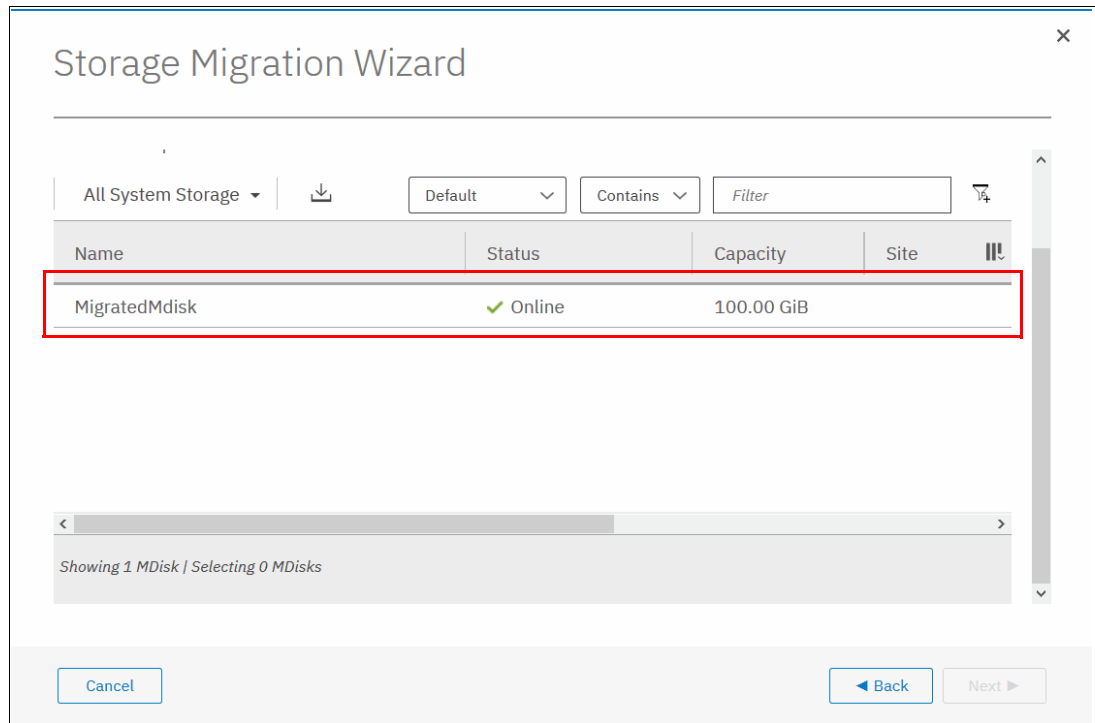 Storage Migration Wizard
All System Storage Default Contains Filter
Name Status Capacity Site
MigratedMdisk Online 100.00 GiB
Showing 1 MDisk | Selecting 0 MDisks
Cancel Back Next